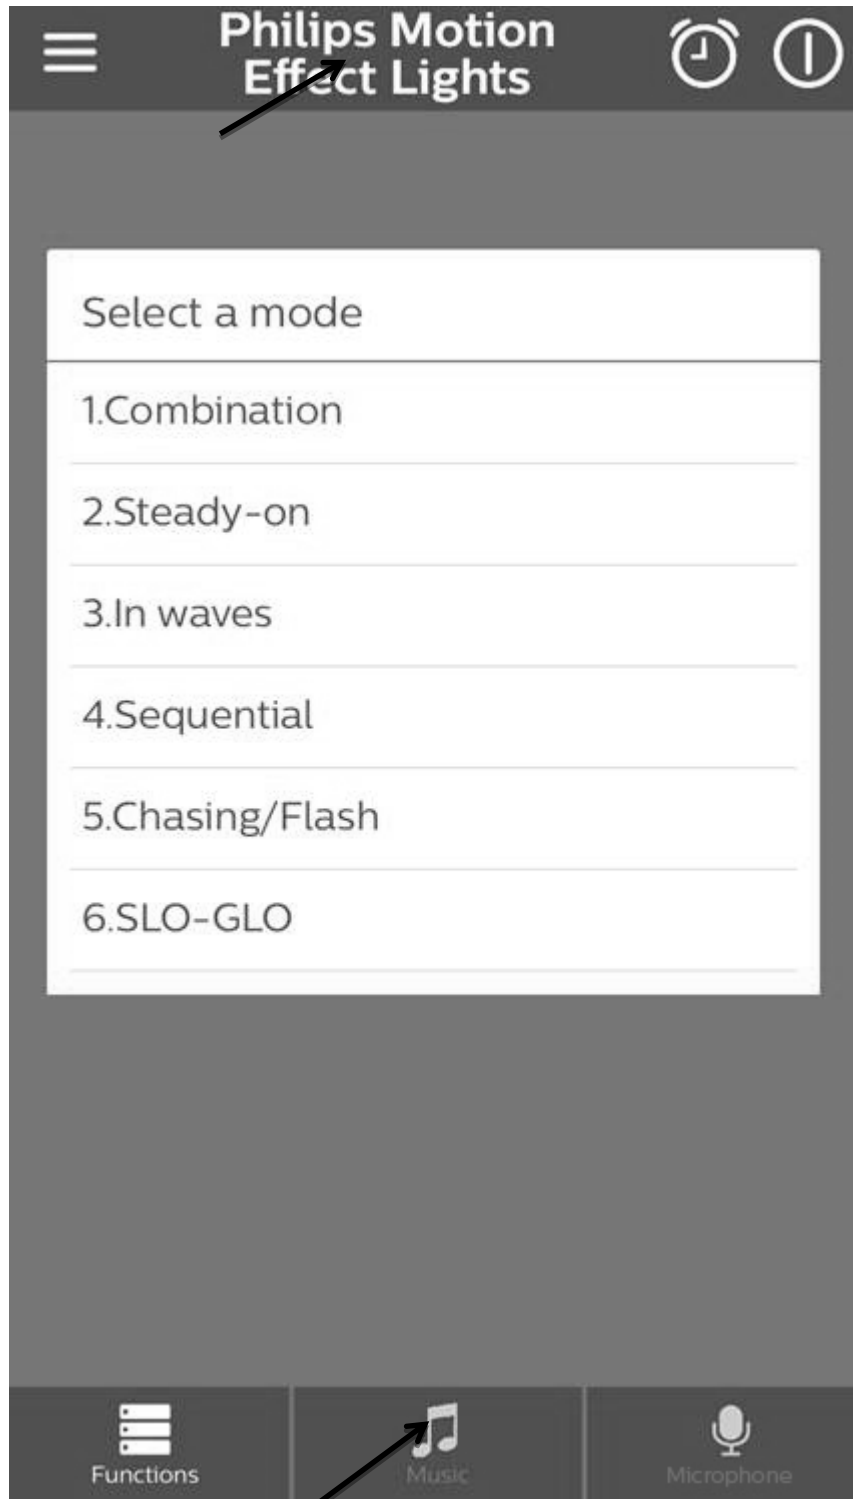 Philips Motion
Effect Lights
Select a mode
1.Combination
2.Steady-on
3.In waves
4.Sequential
5.Chasing/Flash
6.SLO-GLO
Functions
Music
Microphone